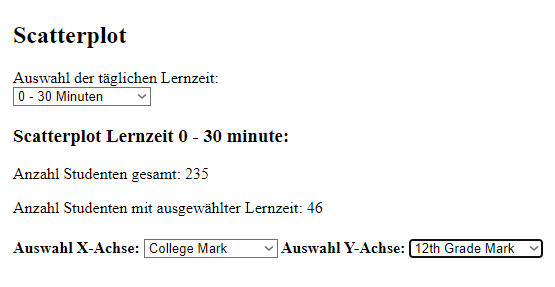 Scatterplot
Auswahl der täglichen Lernzeit:
0 - 30 Minuten
Scatterplot Lernzeit 0 - 30 minute:
Anzahl Studenten gesamt: 235
Anzahl Studenten mit ausgewählter Lernzeit: 46
Auswahl X-Achse: College Mark Auswahl Y-Achse: 12th Grade Mark